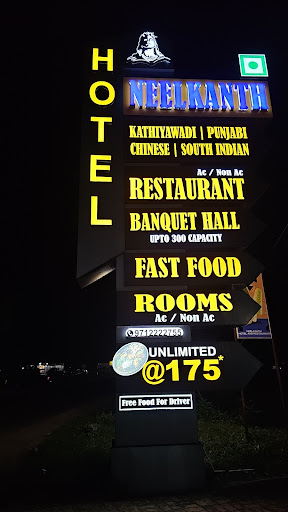 HOTEL
NEELKANTH
KATHIYAWADI | PUNJABI
CHINESE | SOUTH INDIAN
Ac / Non Ac
RESTAURANT
BANQUET HALL
UPTO 300 CAPACITY
FAST FOOD
ROOMS
Ac / Non Ac
9712222755
UNLIMITED
@175*
Free Food For Driver